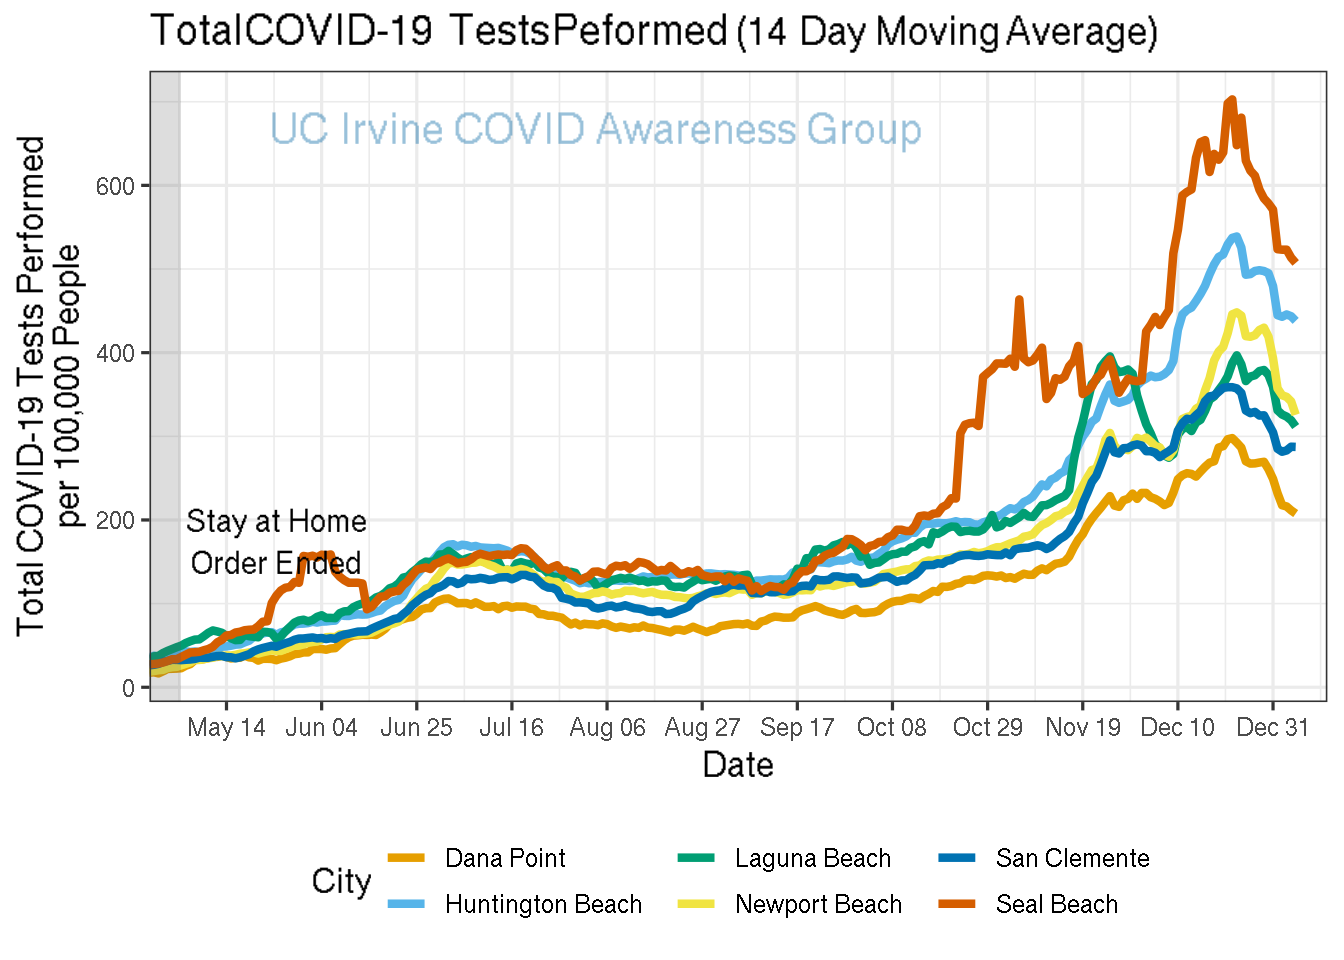 TotalCOVID-19 TestsPeformed (14 Day Moving Average)
UC Irvine COVID Awareness Group
Total COVID-19 Tests Performed
per 100,000 People
600
400
200
0
Stay at Home
Order Ended
May 14 Jun 04 Jun 25 Jul 16 Aug 06 Aug 27 Sep 17 Oct 08 Oct 29 Nov 19 Dec 10 Dec 31
Date
City
Dana Point Laguna Beach San Clemente
Huntington Beach Newport Beach Seal Beach